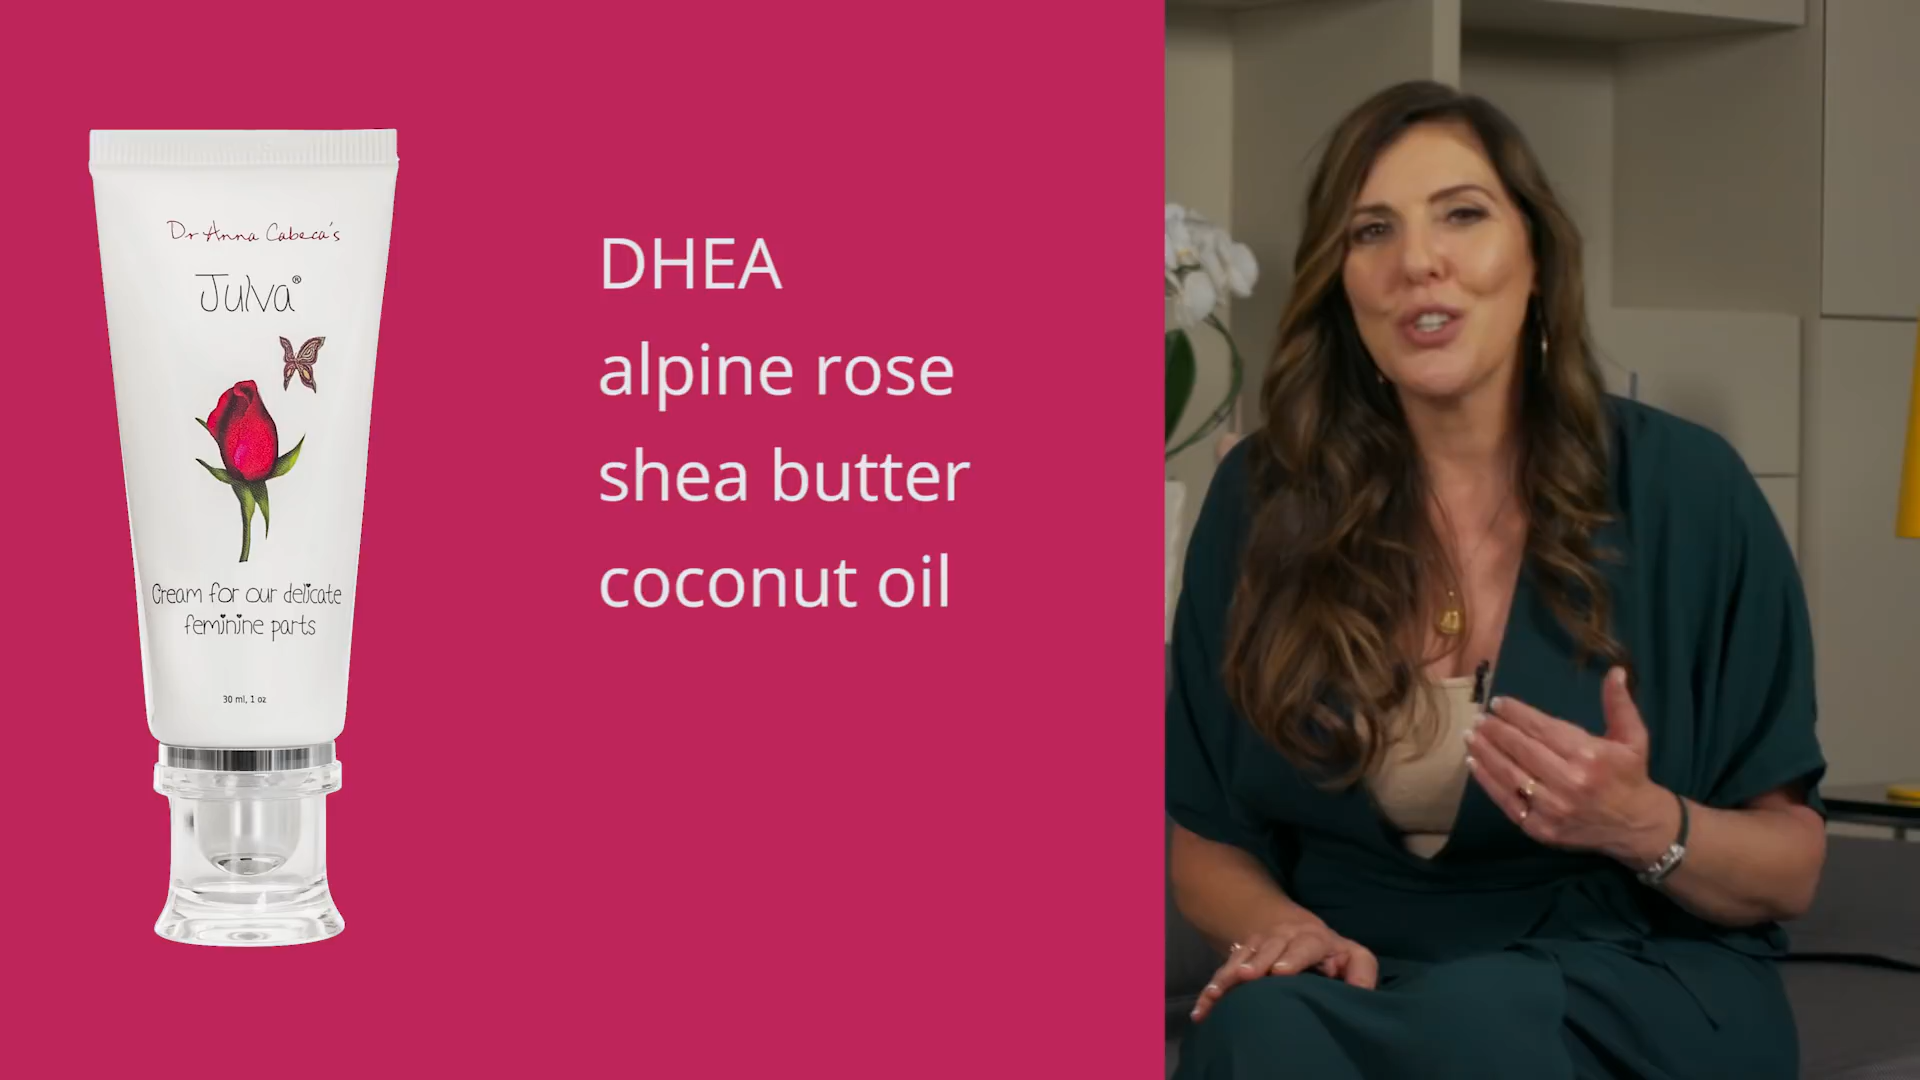 Dr Anna Cabeca's
Julva®
Cream for our delicate
feminine parts
30 ml, 1 oz
DHEA
alpine rose
shea butter
coconut oil